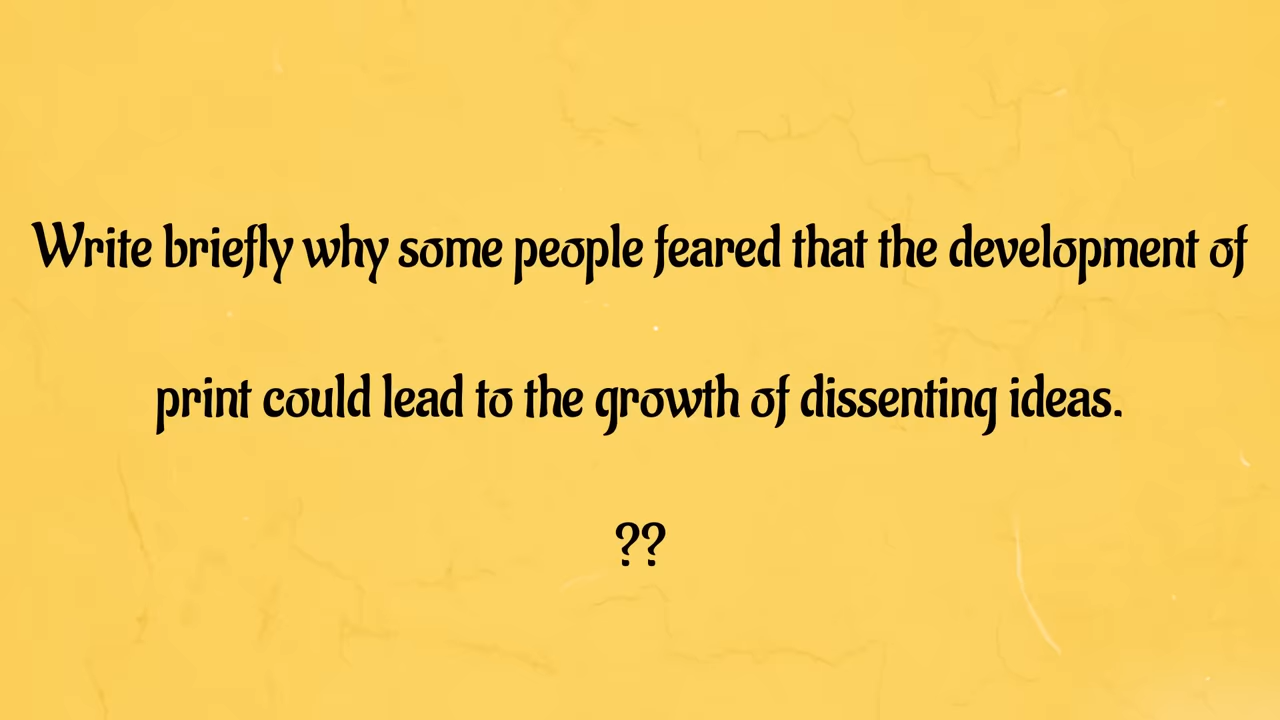 Write briefly why some people feared that the development of
print could lead to the growth of dissenting ideas.
??